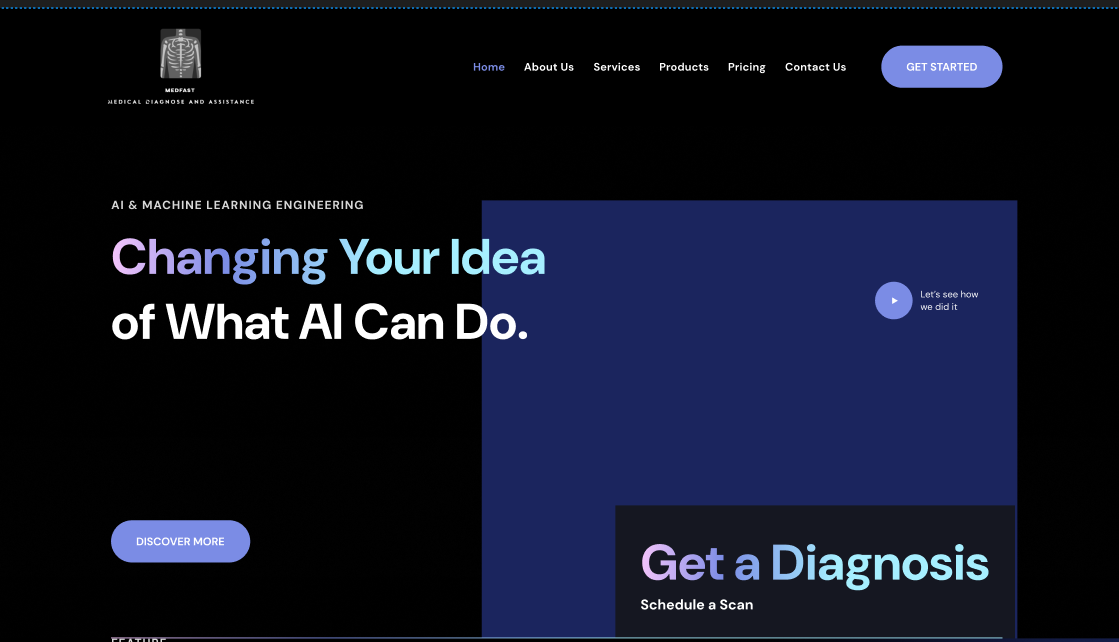 MEDFAST
MEDICAL DIAGNOSE AND ASSISTANCE
Home About Us Services Products Pricing Contact Us
GET STARTED
AI & MACHINE LEARNING ENGINEERING
Changing Your Idea
of What AI Can Do.
Let's see how
we did it
DISCOVER MORE
Get a Diagnosis
Schedule a Scan
FEATURE